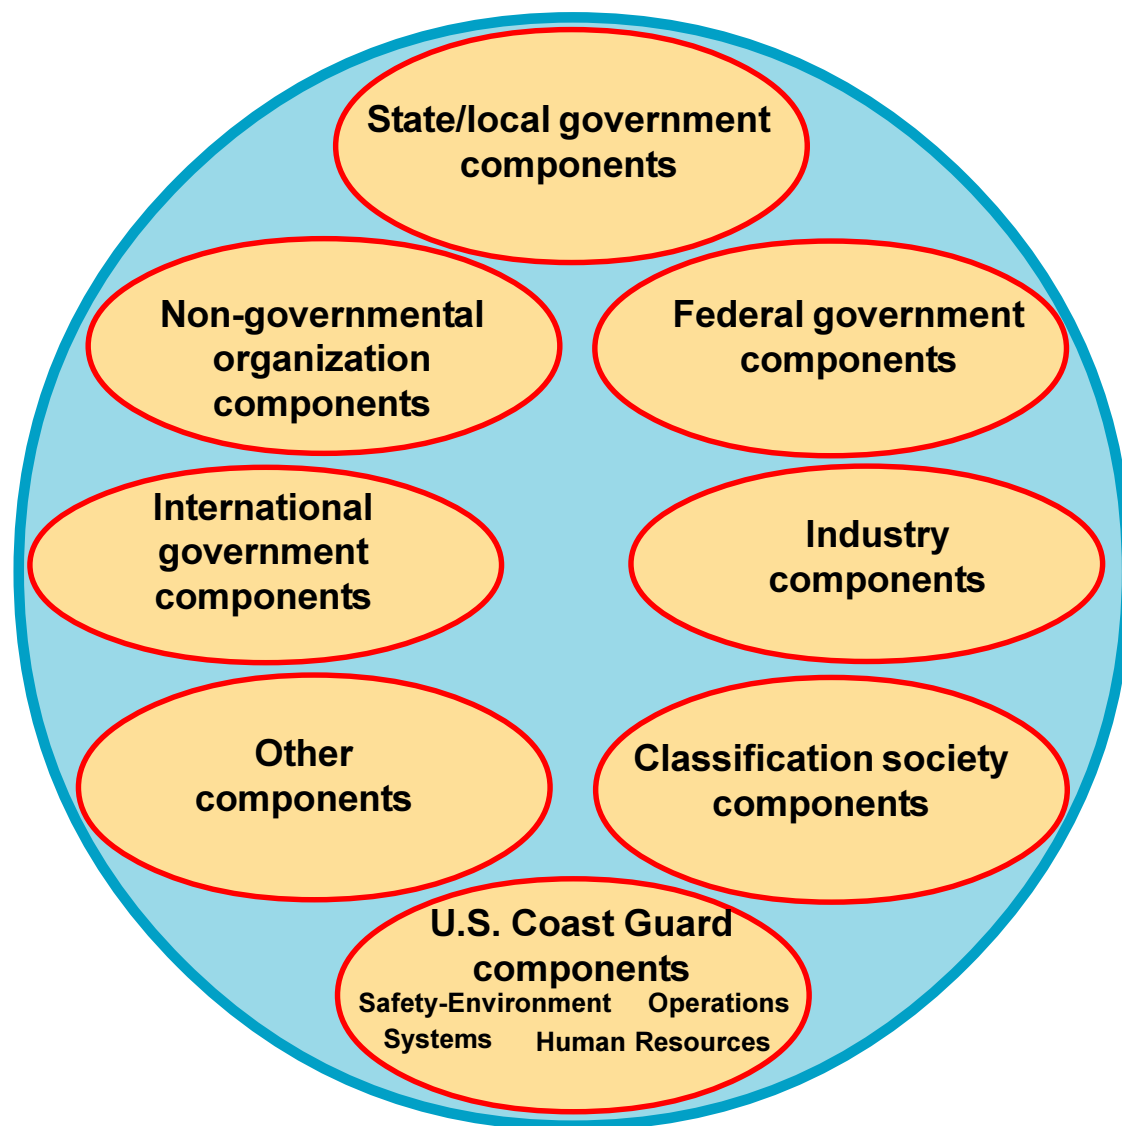 State/local government
components
Non-governmental
organization
components
Federal government
components
International
government
components
Industry
components
Other
components
Classification society
components
U.S. Coast Guard
components
Safety-Environment Operations
Systems Human Resources